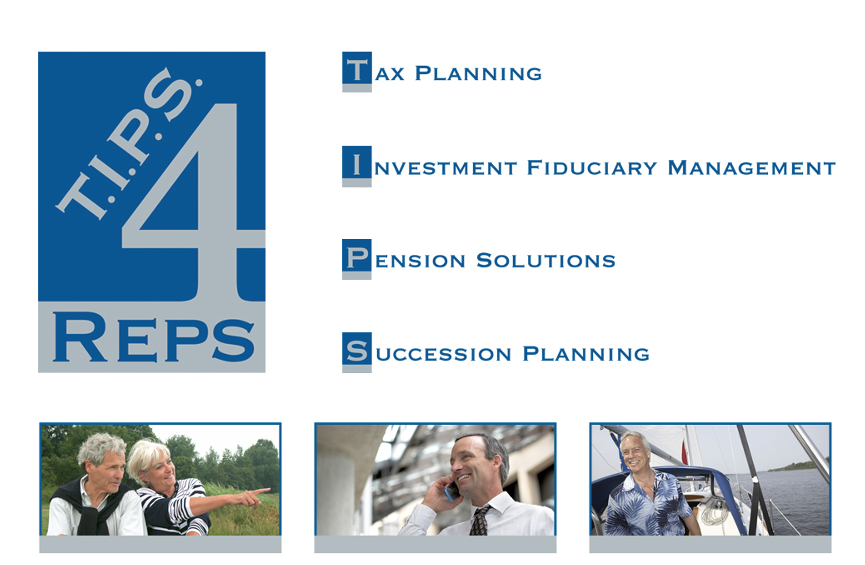 T.I.P.S.
4
REPS
TAX PLANNING
INVESTMENT FIDUCIARY MANAGEMENT
PENSION SOLUTIONS
SUCCESSION PLANNING